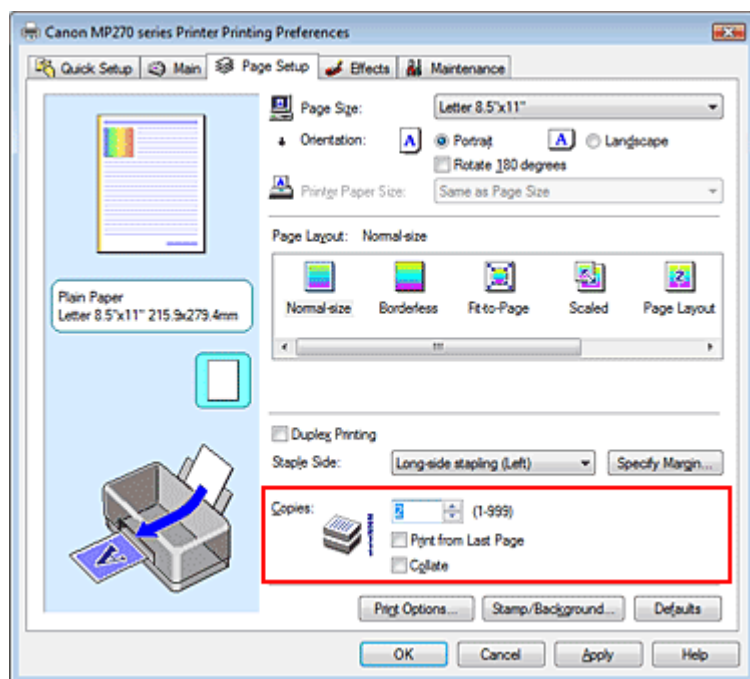 Canon MP270 series Printer Printing Preferences
Quick Setup Main Page Setup Effects Maintenance
Page Size: Letter 8.5"x11"
Orientation: A Portrait A Landscape
Rotate 180 degrees
Printer Paper Size: Same as Page Size
Page Layout: Normal-size
Normal-size Borderless Fit-to-Page Scaled Page Layout
Plain Paper
Letter 8.5"x11" 215.9x279.4mm
Duplex Printing
Staple Side: Long-side stapling (Left) Specify Margin...
Copies: 2 (1-999)
Print from Last Page
Collate
Print Options... Stamp/Background... Defaults
OK Cancel Apply Help